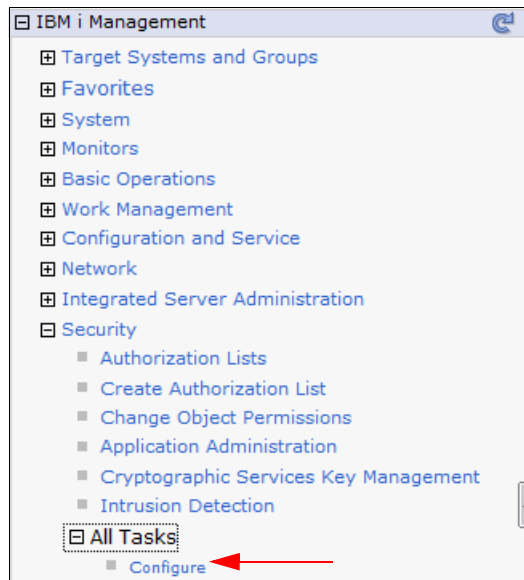 IBM i Management
Target Systems and Groups
Favorites
System
Monitors
Basic Operations
Work Management
Configuration and Service
Network
Integrated Server Administration
Security
Authorization Lists
Create Authorization List
Change Object Permissions
Application Administration
Cryptographic Services Key Management
Intrusion Detection
All Tasks
Configure